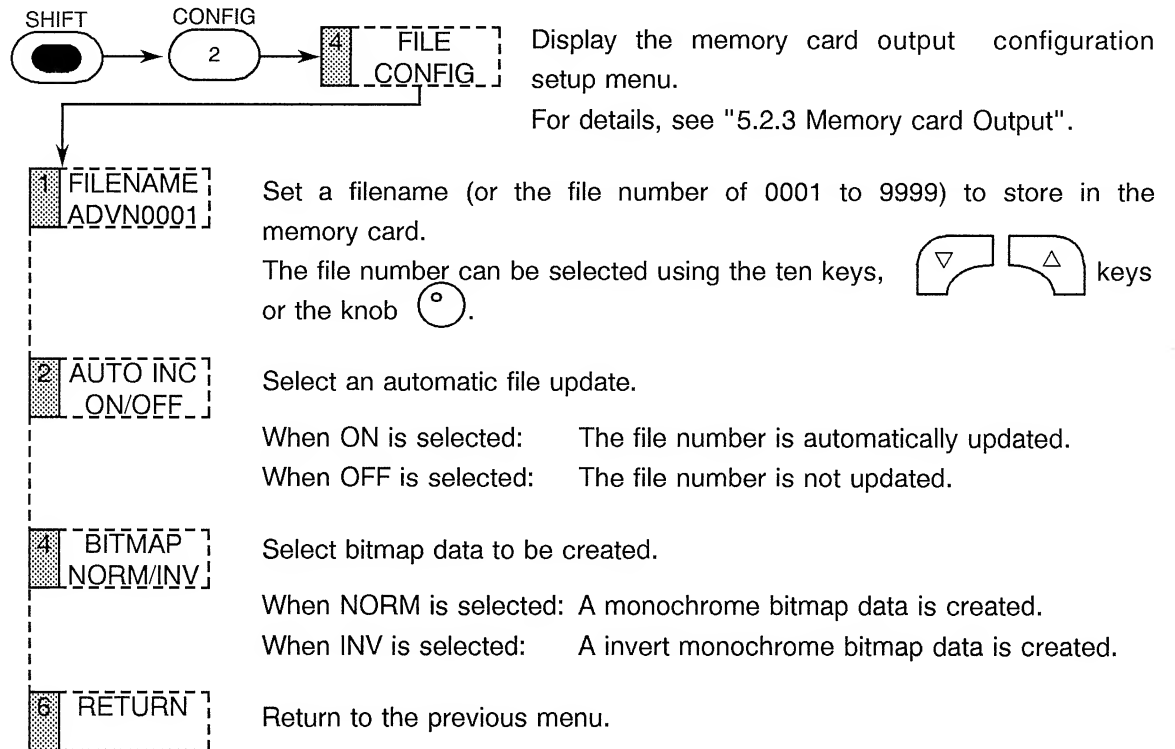 SHIFT CONFIG
2 4 FILE CONFIG
Display the memory card output configuration
setup menu.
For details, see "5.2.3 Memory card Output".
1 FILENAME
ADVN0001
Set a filename (or the file number of 0001 to 9999) to store in the
memory card.
The file number can be selected using the ten keys, ▽ △ keys
or the knob .
2 AUTO INC
ON/OFF
Select an automatic file update.
When ON is selected: The file number is automatically updated.
When OFF is selected: The file number is not updated.
4 BITMAP
NORM/INV
Select bitmap data to be created.
When NORM is selected: A monochrome bitmap data is created.
When INV is selected: A invert monochrome bitmap data is created.
6 RETURN
Return to the previous menu.